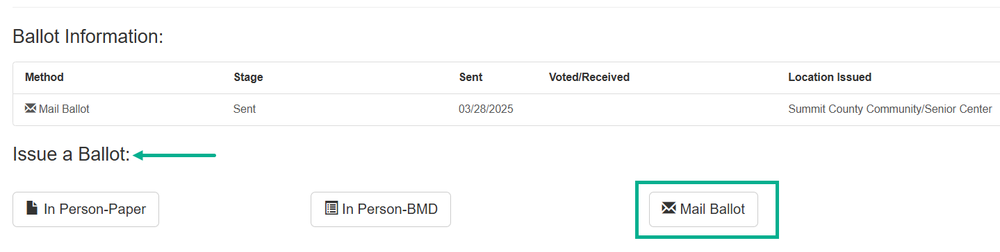 Ballot Information:
Method Stage Sent Voted/Received Location Issued
Mail Ballot Sent 03/28/2025 Summit County Community/Senior Center
Issue a Ballot:
In Person-Paper In Person-BMD Mail Ballot